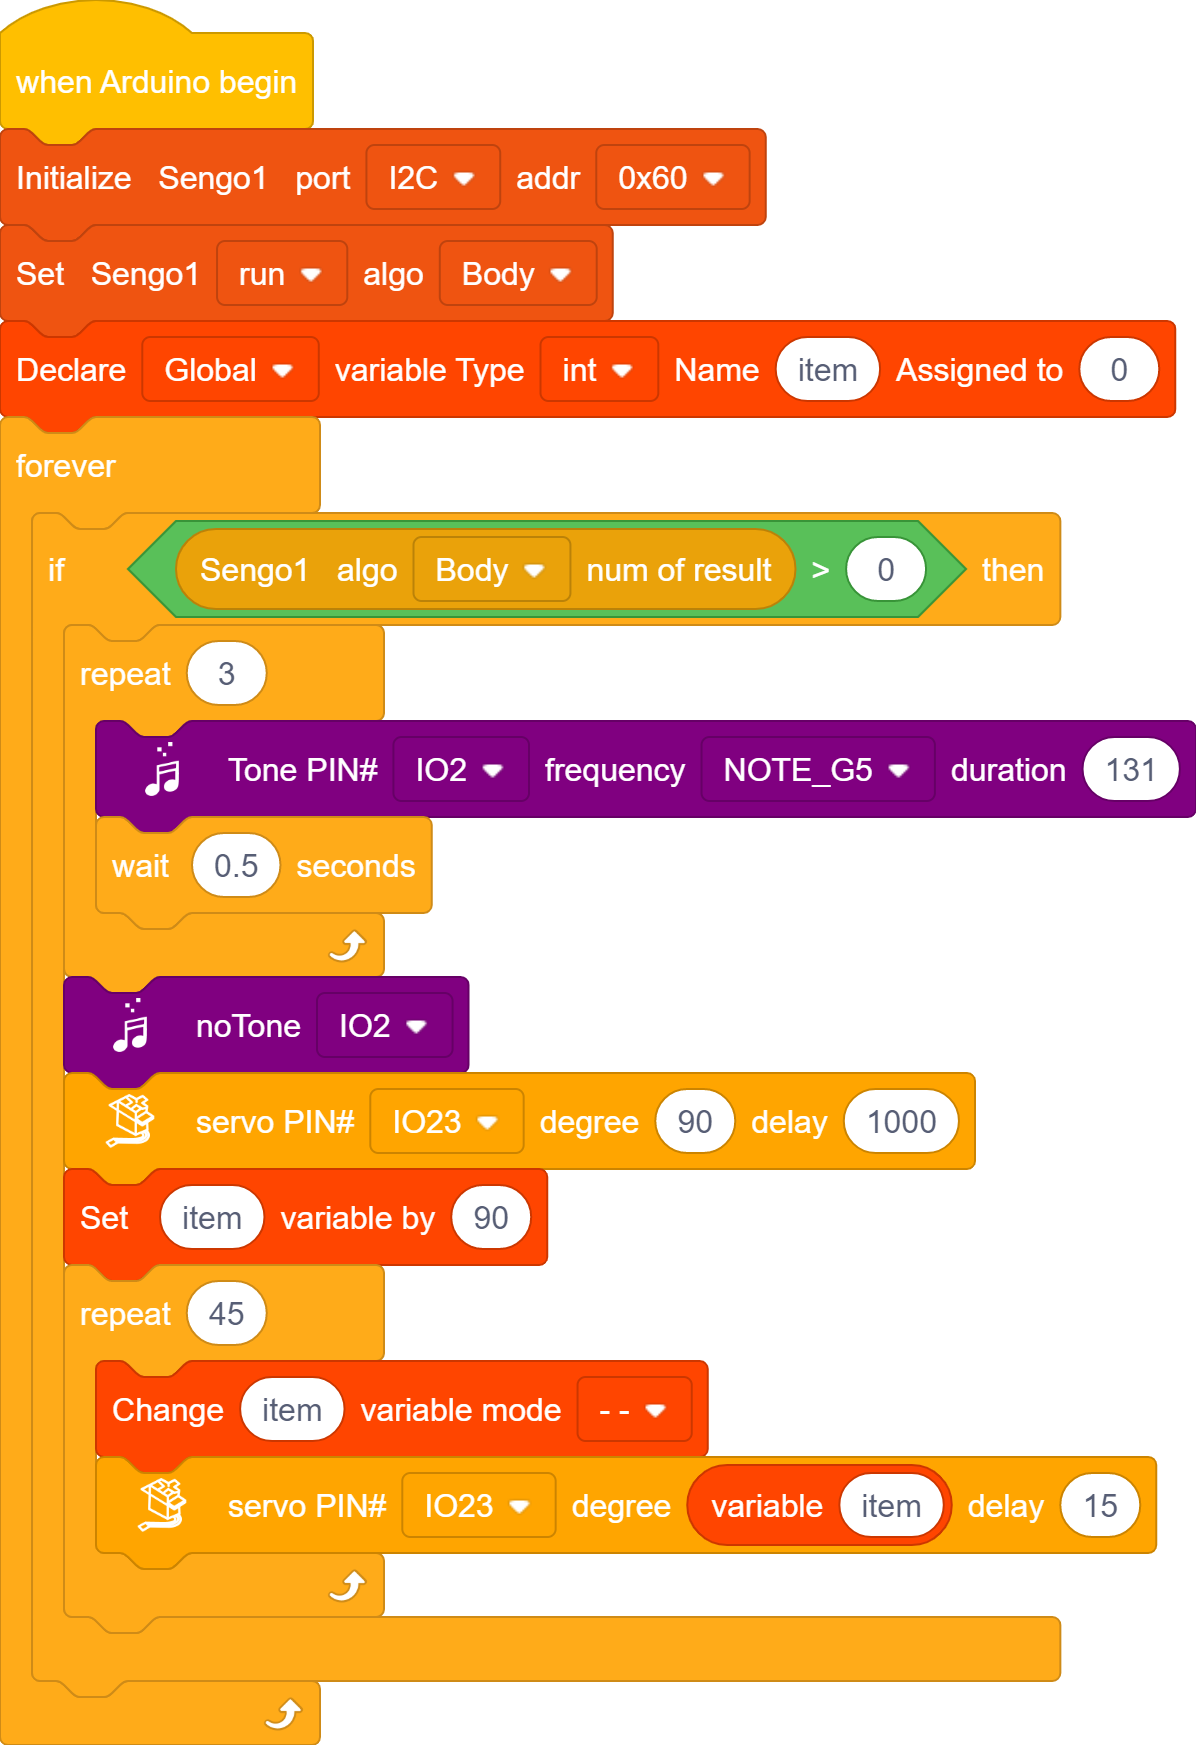 when Arduino begin
Initialize Sengo1 port I2C addr 0x60
Set Sengo1 run algo Body
Declare Global variable Type int Name item Assigned to 0
forever
if Sengo1 algo Body num of result > 0 then
repeat 3
Tone PIN# IO2 frequency NOTE_G5 duration 131
wait 0.5 seconds
noTone IO2
servo PIN# IO23 degree 90 delay 1000
Set item variable by 90
repeat 45
Change item variable mode --
servo PIN# IO23 degree variable item delay 15